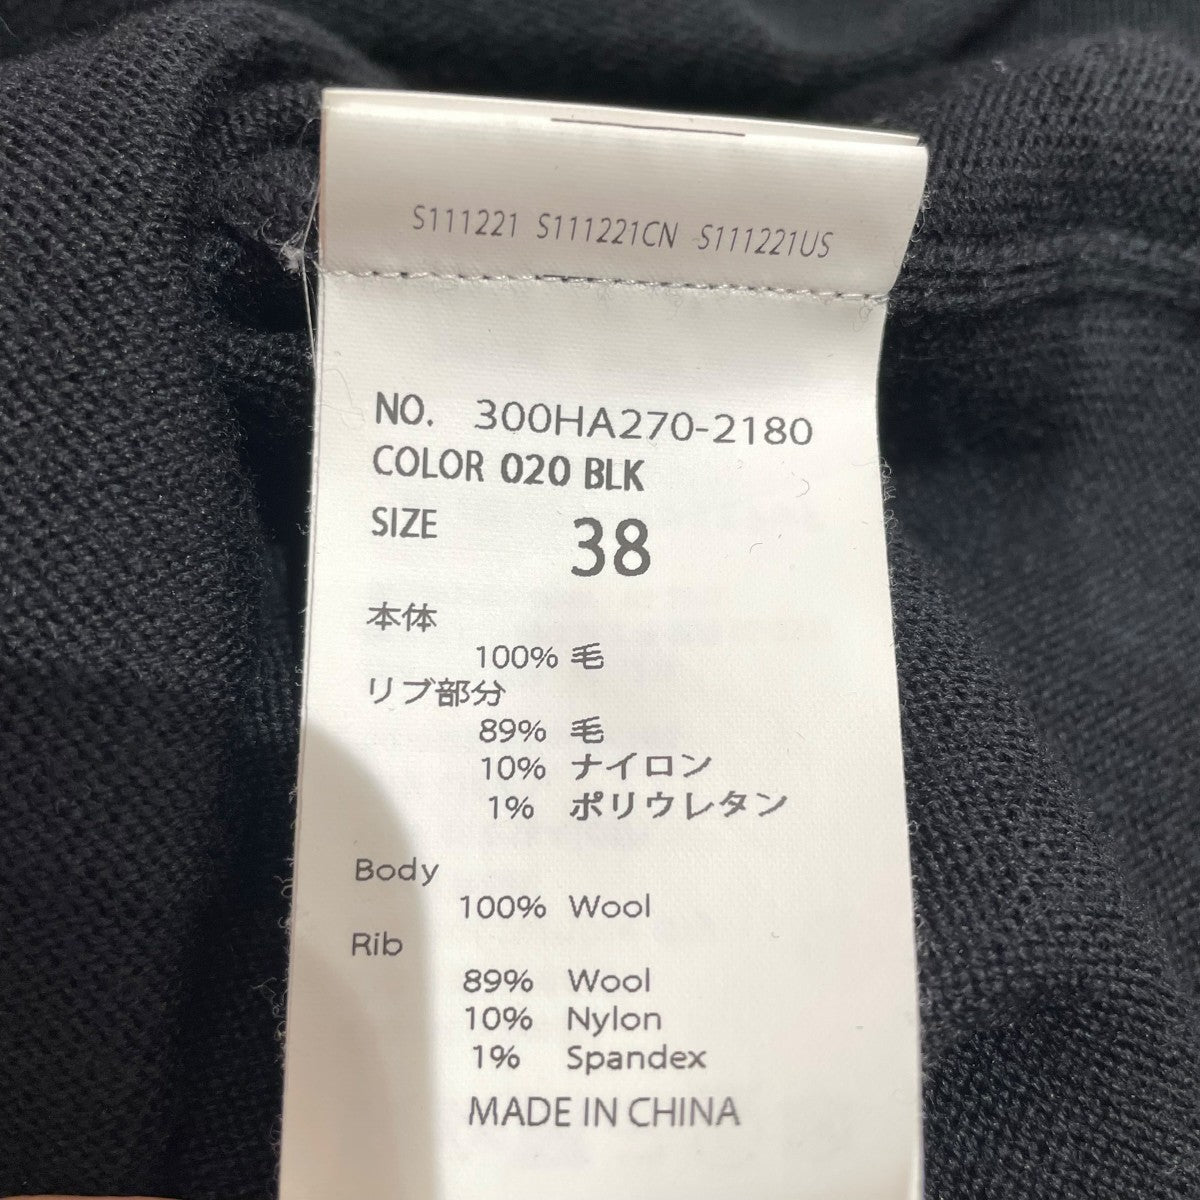 S111221 S111221CN S111221US
NO. 300HA270-2180
COLOR 020 BLK
SIZE 38
本体
100% 毛
リブ部分
89% 毛
10% ナイロン
1% ポリウレタン
Body
100% Wool
Rib
89% Wool
10% Nylon
1% Spandex
MADE IN CHINA